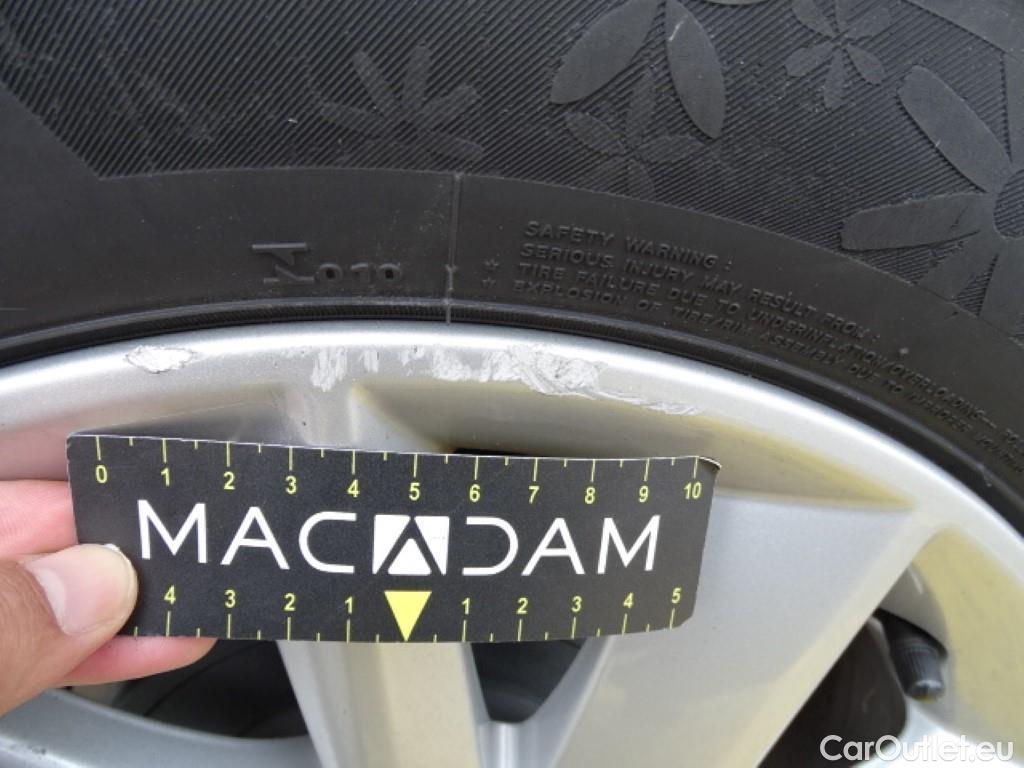 010
SAFETY WARNING :
SERIOUS INJURY MAY RESULT FROM :
* TIRE FAILURE DUE TO UNDERINFLATION/OVERLOADING
* EXPLOSION OF TIRE/RIM ASSEMBLY DUE TO
0 1 2 3 4 5 6 7 8 9 10
MACADAM
4 3 2 1 1 2 3 4 5
CarOutlet.eu